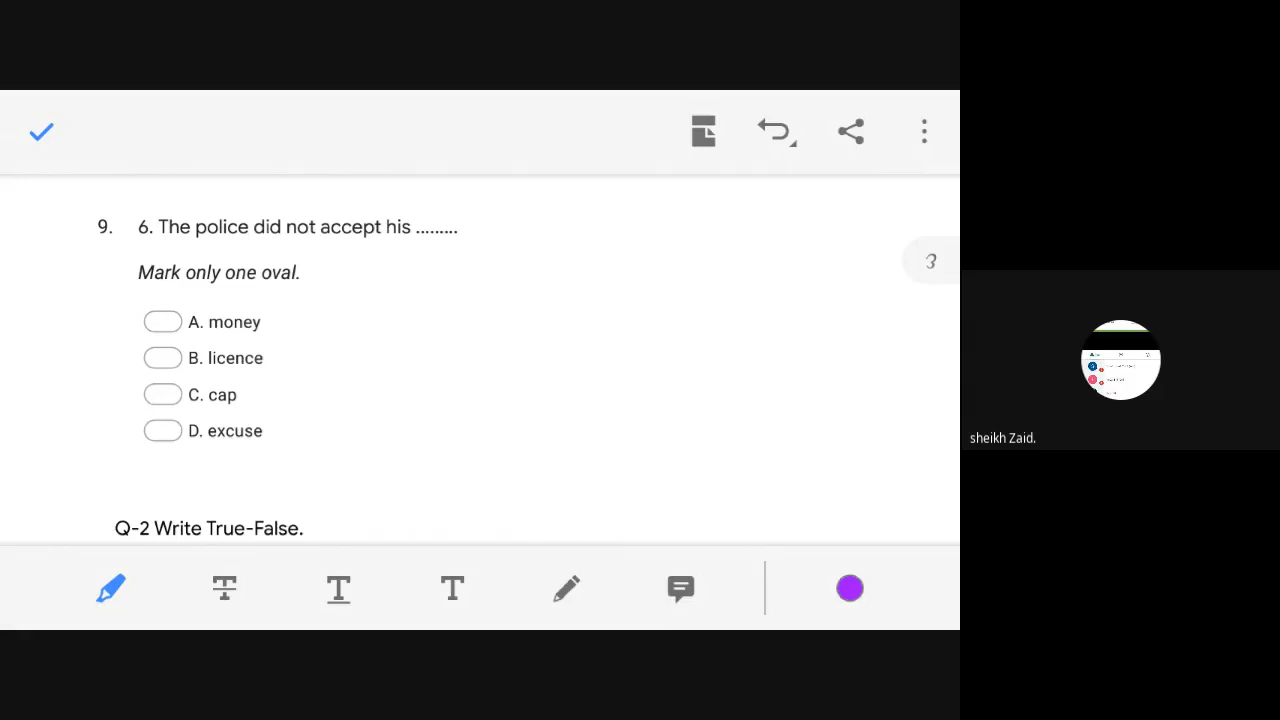 9. 6. The police did not accept his .........
3
Mark only one oval.
A. money
B. licence
C. cap
D. excuse
sheikh Zaid.
Q-2 Write True-False.